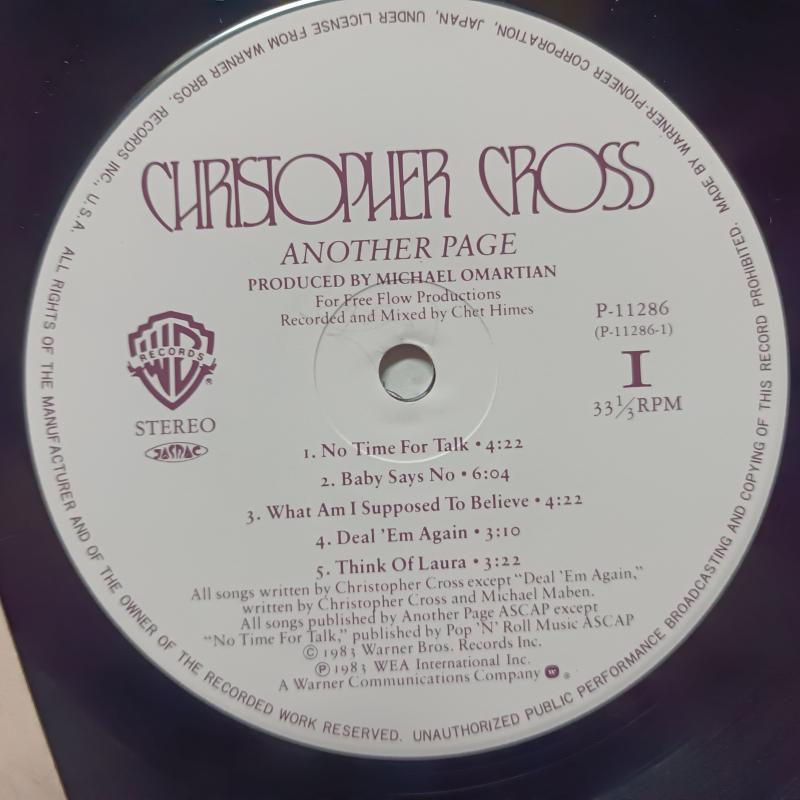 CHRISTOPHER CROSS
ANOTHER PAGE
PRODUCED BY MICHAEL OMARTIAN
For Free Flow Productions
Recorded and Mixed by Chet Himes
P-11286
(P-11286-1)
I
33 1/3 RPM
WB
RECORDS
®
STEREO
JASRAC
1. No Time For Talk • 4:22
2. Baby Says No • 6:04
3. What Am I Supposed To Believe • 4:22
4. Deal 'Em Again • 3:10
5. Think Of Laura • 3:22
All songs written by Christopher Cross except "Deal 'Em Again,"
written by Christopher Cross and Michael Maben.
All songs published by Another Page ASCAP except
"No Time For Talk," published by Pop 'N' Roll Music ASCAP
© 1983 Warner Bros. Records Inc.
℗ 1983 WEA International Inc.
A Warner Communications Company W ®
MADE BY WARNER-PIONEER CORPORATION, JAPAN, UNDER LICENSE FROM WARNER BROS. RECORDS INC., U.S.A. ALL RIGHTS OF THE MANUFACTURER AND OF THE OWNER OF THE RECORDED WORK RESERVED. UNAUTHORIZED PUBLIC PERFORMANCE BROADCASTING AND COPYING OF THIS RECORD PROHIBITED.